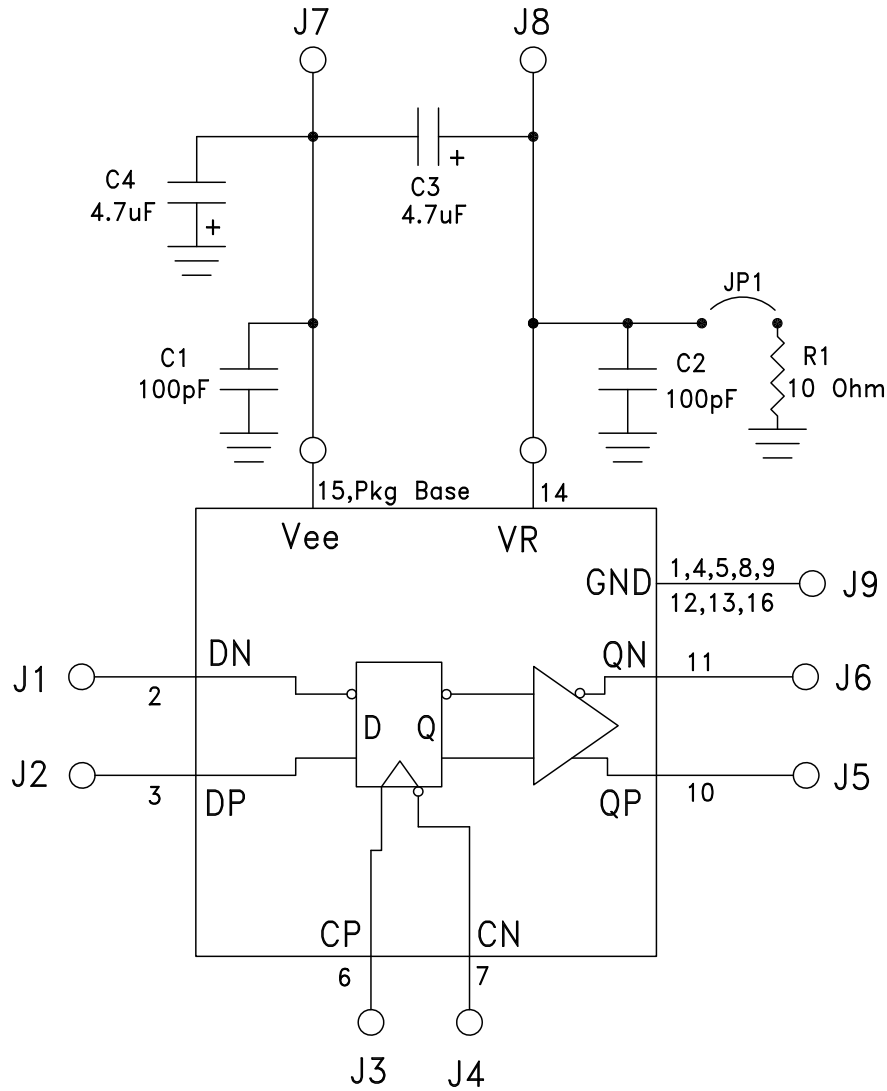 J7
J8
C4
4.7uF
+
+
C3
4.7uF
JP1
C1
100pF
C2
100pF
R1
10 Ohm
15,Pkg Base
14
Vee
VR
GND
1,4,5,8,9
12,13,16
J9
J1
2
DN
QN
11
J6
D
Q
J2
3
DP
QP
10
J5
CP
CN
6
7
J3
J4